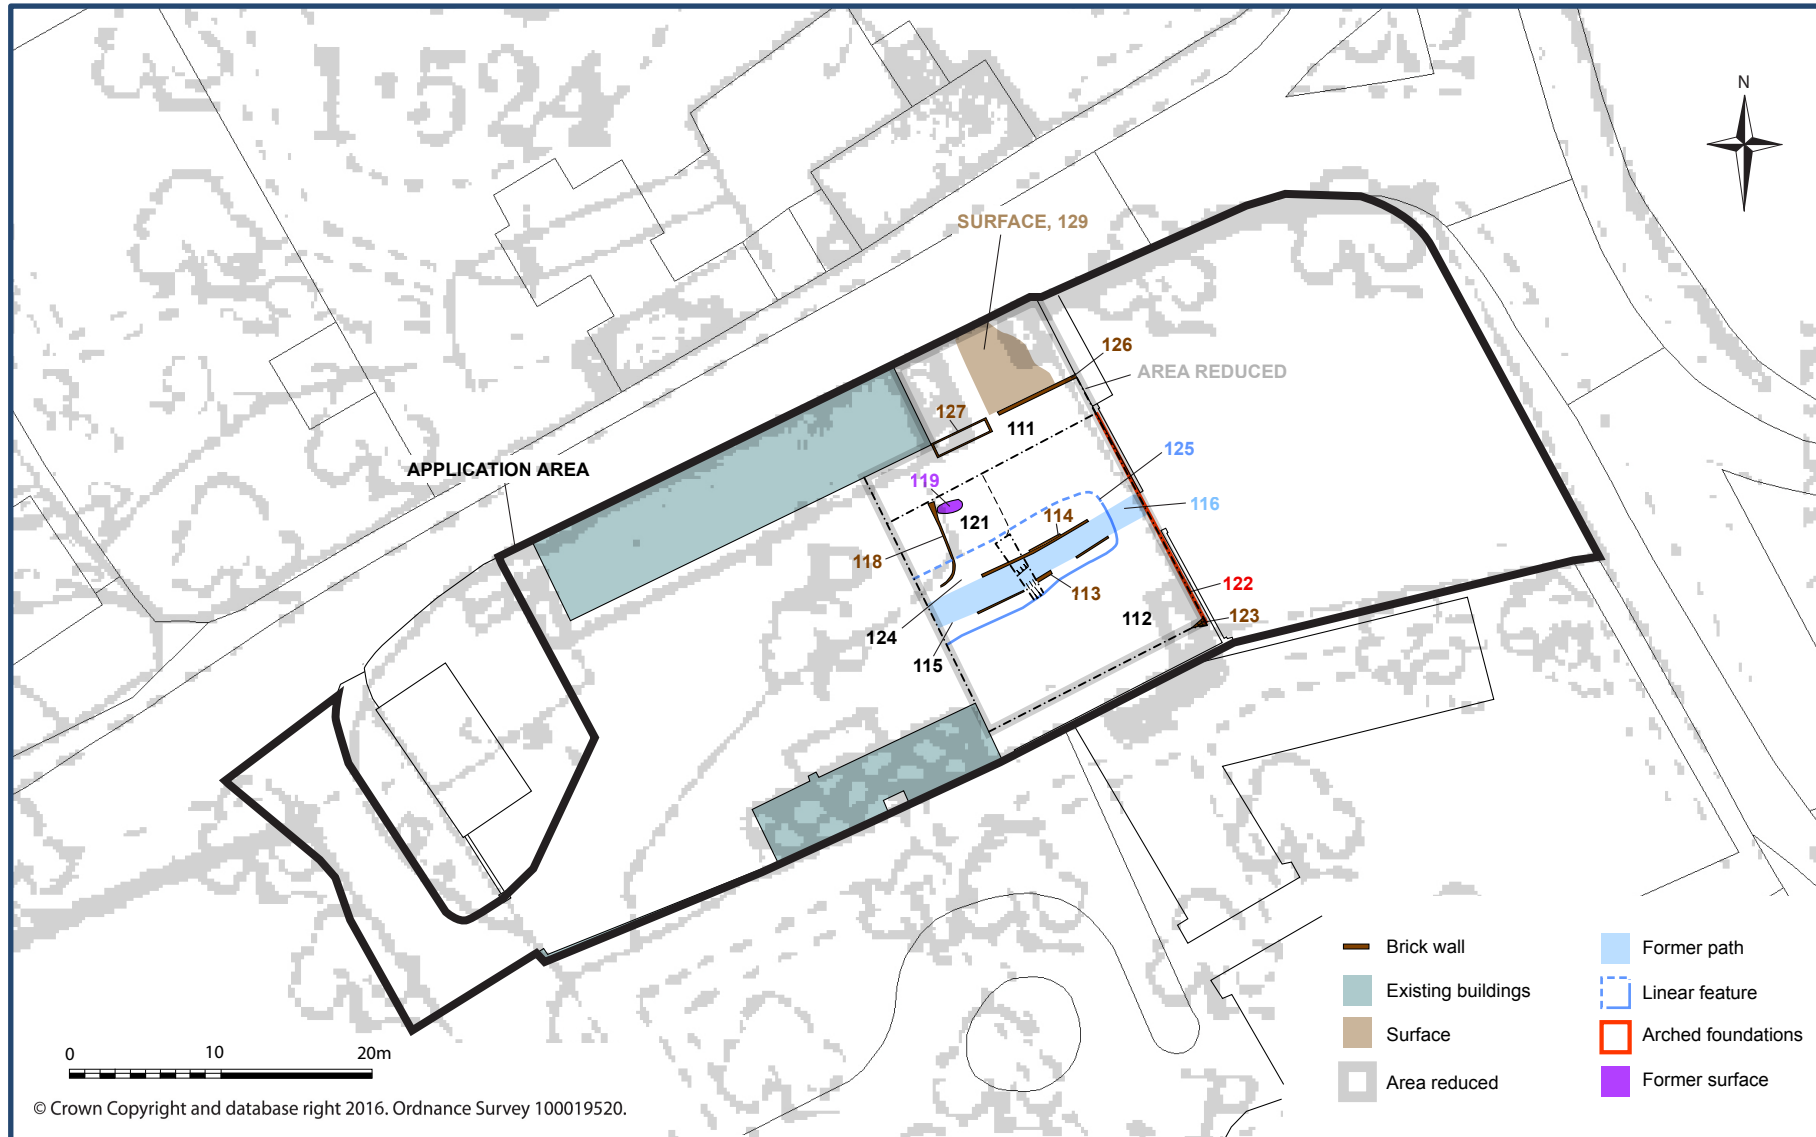 1·524
N
SURFACE, 129
126
AREA REDUCED
127
111
125
APPLICATION AREA
119
116
121
114
118
113
122
112
123
124
115
Brick wall
Existing buildings
Surface
Area reduced
Former path
Linear feature
Arched foundations
Former surface
0 10 20m
© Crown Copyright and database right 2016. Ordnance Survey 100019520.